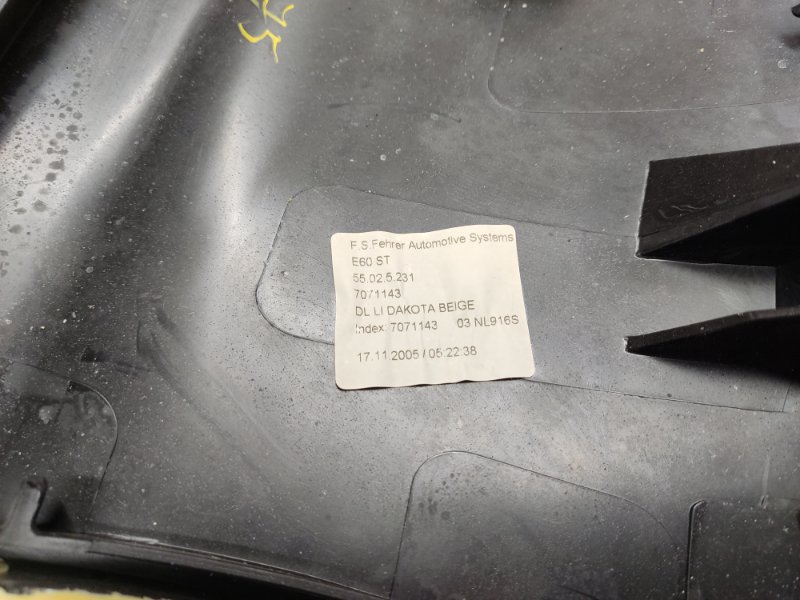 F.S.Fehrer Automotive Systems
E60 ST
55.02.5.231
7071143
DL LI DAKOTA BEIGE
Index: 7071143 03 NL916S
17.11.2005 / 05:22:38